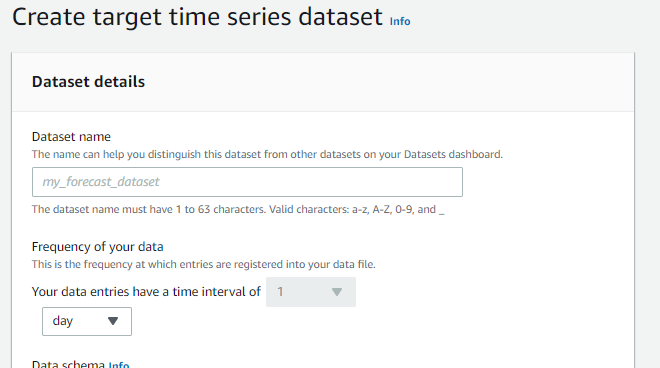 Create target time series dataset Info
Dataset details
Dataset name
The name can help you distinguish this dataset from other datasets on your Datasets dashboard.
my_forecast_dataset
The dataset name must have 1 to 63 characters. Valid characters: a-z, A-Z, 0-9, and _
Frequency of your data
This is the frequency at which entries are registered into your data file.
Your data entries have a time interval of 1
day
Data schema Info